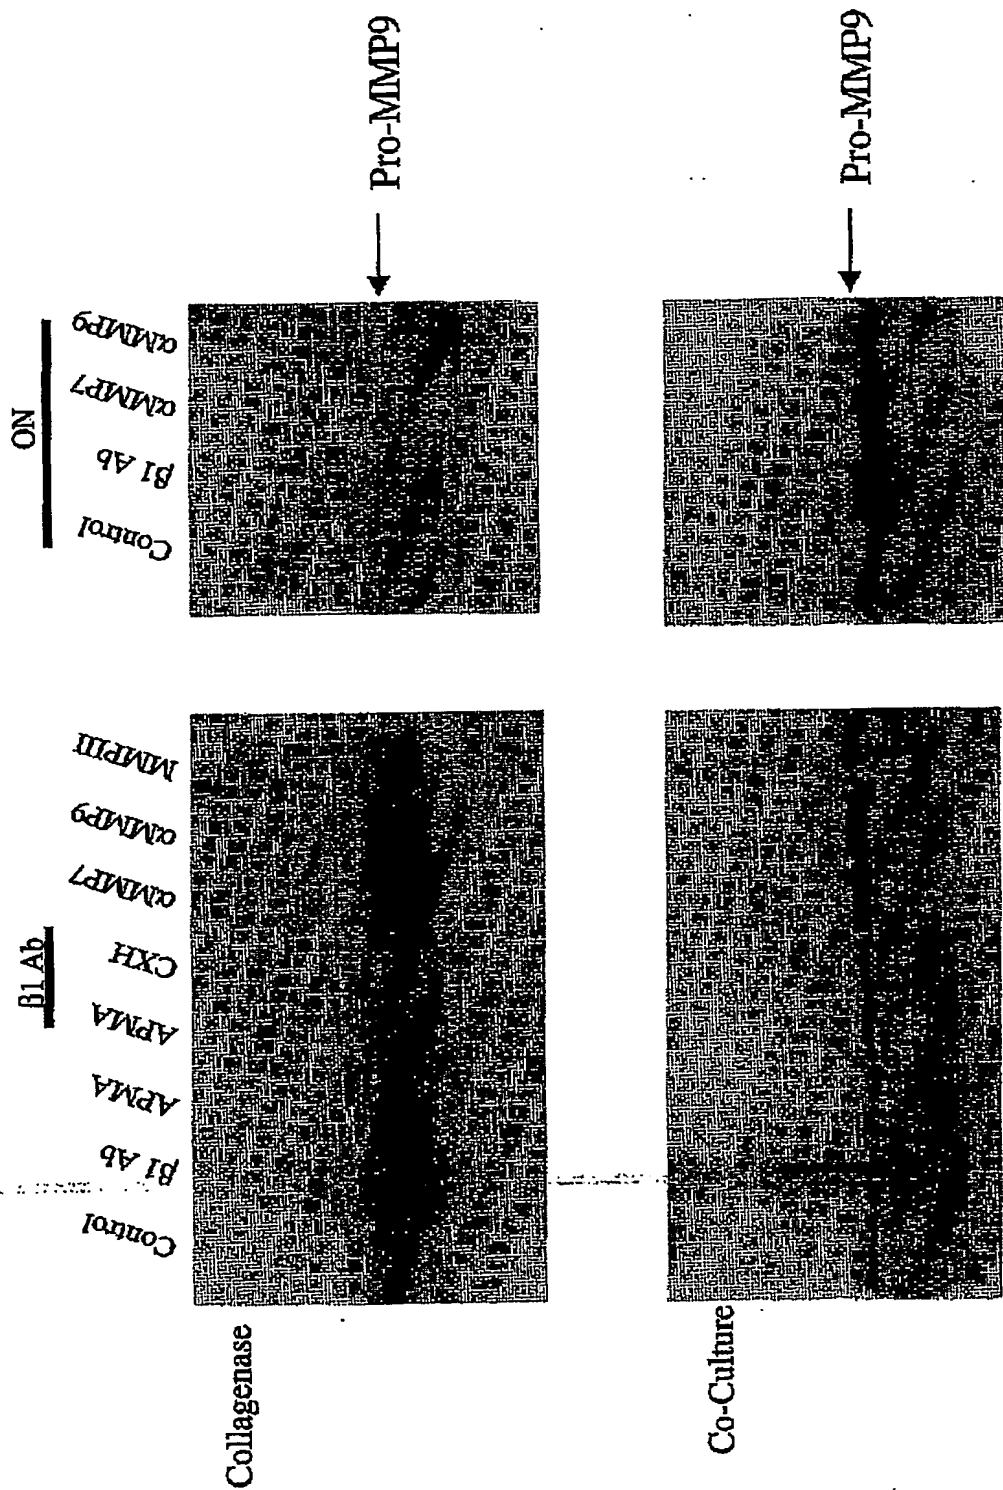 β1 Ab
ON
Control
β1 Ab
APMA
APMA
CXH
αMMP7
αMMP9
MMPIII
Control
β1 Ab
αMMP7
αMMP9
Collagenase
Pro-MMP9
Co-Culture
Pro-MMP9